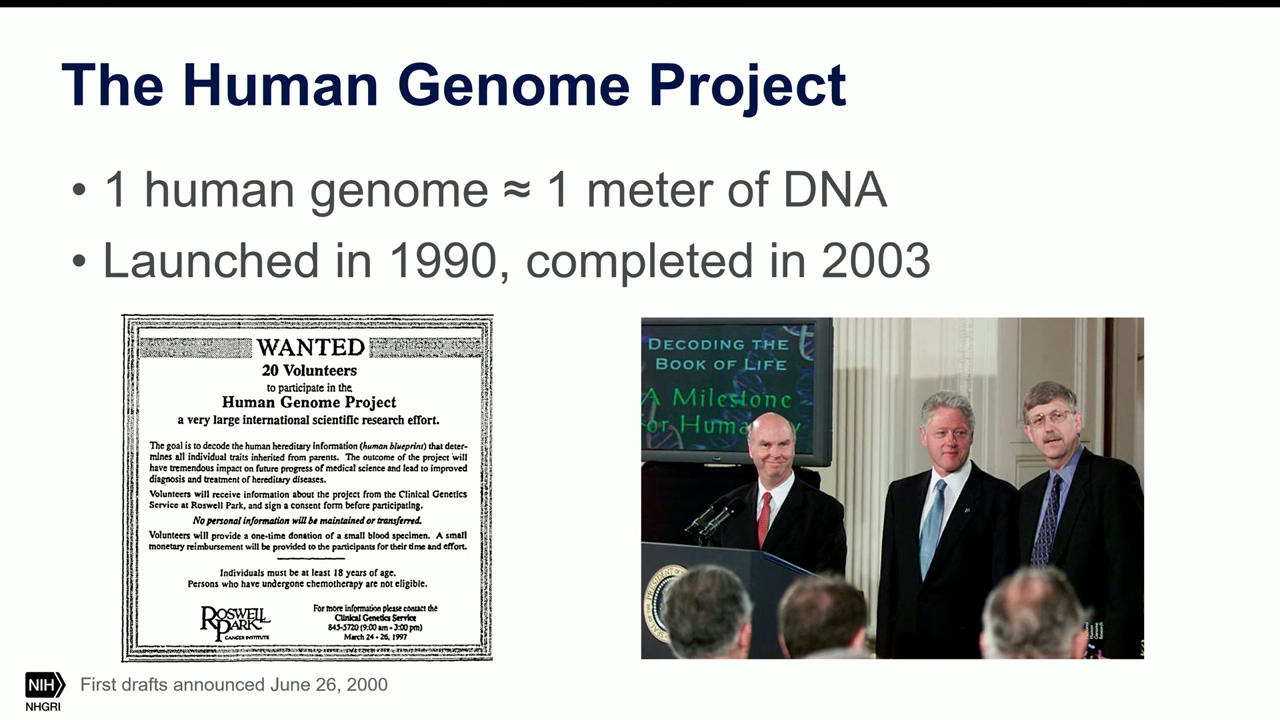 The Human Genome Project
• 1 human genome ≈ 1 meter of DNA
• Launched in 1990, completed in 2003
WANTED
20 Volunteers
to participate in the
Human Genome Project
a very large international scientific research effort.
The goal is to decode the human hereditary information (human blueprint) that deter-
mines all individual traits inherited from parents. The outcome of the project will
have tremendous impact on future progress of medical science and lead to improved
diagnosis and treatment of hereditary diseases.
Volunteers will receive information about the project from the Clinical Genetics
Service at Roswell Park, and sign a consent form before participating.
No personal information will be maintained or transferred.
Volunteers will provide a one-time donation of a small blood specimen. A small
monetary reimbursement will be provided to the participants for their time and effort.
Individuals must be at least 18 years of age.
Persons who have undergone chemotherapy are not eligible.
ROSWELL
PARK
CANCER INSTITUTE
For more information please contact the
Clinical Genetics Service
845-5720 (9:00 am - 3:00 pm)
March 24 - 26, 1997
DECODING THE
BOOK OF LIFE
A Milestone
NIH
NHGRI
First drafts announced June 26, 2000